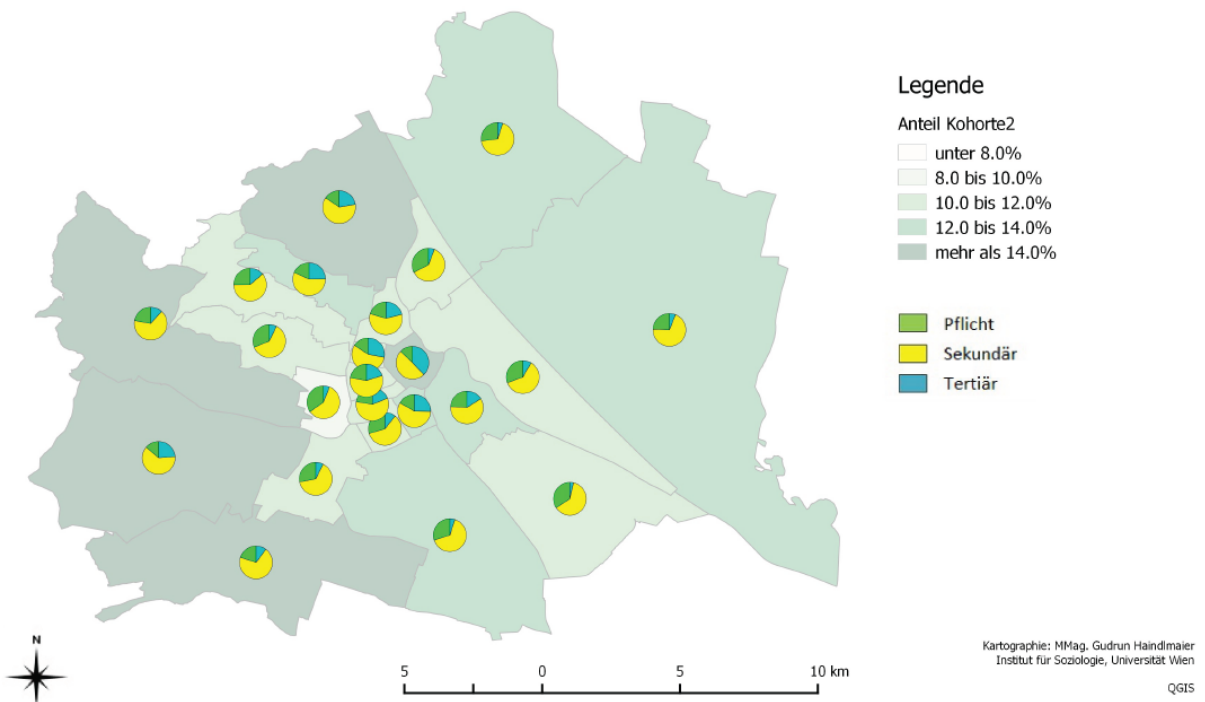 Legende
Anteil Kohorte2
unter 8.0%
8.0 bis 10.0%
10.0 bis 12.0%
12.0 bis 14.0%
mehr als 14.0%
Pflicht
Sekundär
Tertiär
N
5 0 5 10 km
Kartographie: MMag. Gudrun Haindlmaier
Institut für Soziologie, Universität Wien
QGIS